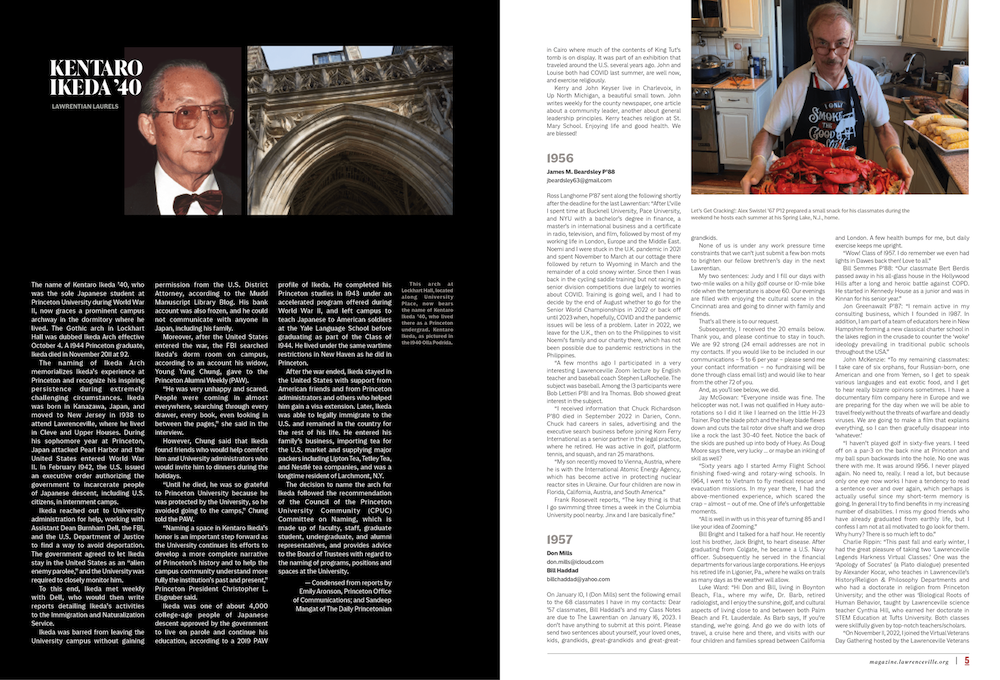 KENTARO
IKEDA ’40
LAWRENTIAN LAURELS
The name of Kentaro Ikeda ’40, who
was the sole Japanese student at
Princeton University during World War
II, now graces a prominent campus
archway in the dormitory where he
lived. The Gothic arch in Lockhart
Hall was dubbed Ikeda Arch effective
October 4. A 1944 Princeton graduate,
Ikeda died in November 2011 at 92.
The naming of Ikeda Arch
memorializes Ikeda’s experience at
Princeton and recognize his inspiring
persistence during extremely
challenging circumstances. Ikeda
was born in Kanazawa, Japan, and
moved to New Jersey in 1938 to
attend Lawrenceville, where he lived
in Cleve and Upper Houses. During
his sophomore year at Princeton,
Japan attacked Pearl Harbor and the
United States entered World War
II. In February 1942, the U.S. issued
an executive order authorizing the
government to incarcerate people
of Japanese descent, including U.S.
citizens, in internment camps.
Ikeda reached out to University
administration for help, working with
Assistant Dean Burnham Dell, the FBI,
and the U.S. Department of Justice
to find a way to avoid deportation.
The government agreed to let Ikeda
stay in the United States as an “alien
enemy parolee,” and the University was
required to closely monitor him.
To this end, Ikeda met weekly
with Dell, who would then write
reports detailing Ikeda’s activities
to the Immigration and Naturalization
Service.
Ikeda was barred from leaving the
University campus without gaining
permission from the U.S. District
Attorney, according to the Mudd
Manuscript Library Blog. His bank
account was also frozen, and he could
not communicate with anyone in
Japan, including his family.
Moreover, after the United States
entered the war, the FBI searched
Ikeda’s dorm room on campus,
according to an account his widow,
Young Yang Chung, gave to the
Princeton Alumni Weekly (PAW).
“He was very unhappy and scared.
People were coming in almost
everywhere, searching through every
drawer, every book, even looking in
between the pages,” she said in the
interview.
However, Chung said that Ikeda
found friends who would help comfort
him and University administrators who
would invite him to dinners during the
holidays.
Until he died, he was so grateful
to Princeton University because he
was protected by the University, so he
avoided going to the camps,” Chung
told the PAW.
“Naming a space in Kentaro Ikeda’s
honor is an important step forward as
the University continues its efforts to
develop a more complete narrative
of Princeton’s history and to help the
campus community understand more
fully the institution’s past and present,”
Princeton President Christopher L.
Eisgruber said.
Ikeda was one of about 4,000
college-age people of Japanese
descent approved by the government
to live on parole and continue his
education, according to a 2019 PAW
profile of Ikeda. He completed his
Princeton studies in 1943 under an
accelerated program offered during
World War II, and left campus to
teach Japanese to American soldiers
at the Yale Language School before
graduating as part of the Class of
1944. He lived under the same wartime
restrictions in New Haven as he did in
Princeton.
After the war ended, Ikeda stayed in
the United States with support from
American friends and from Princeton
administrators and others who helped
him gain a visa extension. Later, Ikeda
was able to legally immigrate to the
U.S. and remained in the country for
the rest of his life. He entered his
family’s business, importing tea for
the U.S. market and supplying major
packers including Lipton Tea, Tetley Tea,
and Nestlé tea companies, and was a
longtime resident of Larchmont, N.Y.
The decision to name the arch for
Ikeda followed the recommendation
of the Council of the Princeton
University Community (CPUC)
Committee on Naming, which is
made up of faculty, staff, graduate
student, undergraduate, and alumni
representatives, and provides advice
to the Board of Trustees with regard to
the naming of programs, positions and
spaces at the University.
— Condensed from reports by
Emily Aronson, Princeton Office
of Communications; and Sandeep
Mangat of The Daily Princetonian
This arch at
Lockhart Hall, located
along University
Place, now bears
the name of Kentaro
Ikeda ’40, who lived
there as a Princeton
undergrad. Kentaro
Ikeda, as pictured in
the 1940 Olla Podrida.
in Cairo where much of the contents of King Tut’s
tomb is on display. It was part of an exhibition that
traveled around the U.S. several years ago. John and
Louise both had COVID last summer, are well now,
and exercise religiously.
Kerry and John Keyser live in Charlevoix, in
Up North Michigan, a beautiful small town. John
writes weekly for the county newspaper, one article
about a community leader, another about general
leadership principles. Kerry teaches religion at St.
Mary School. Enjoying life and good health. We
are blessed!
1956
James M. Beardsley P’88
jbeardsley63@gmail.com
Ross Langhorne P’87 sent along the following shortly
after the deadline for the last Lawrentian: “After L’ville
I spent time at Bucknell University, Pace University,
and NYU with a bachelor’s degree in finance, a
master’s in international business and a certificate
in radio, television, and film, followed by most of my
working life in London, Europe and the Middle East.
Noemi and I were stuck in the U.K. pandemic in 2021
and spent November to March at our cottage there
followed by return to Wyoming in March and the
remainder of a cold snowy winter. Since then I was
back in the cycling saddle training but not racing in
senior division competitions due largely to worries
about COVID. Training is going well, and I had to
decide by the end of August whether to go for the
Senior World Championships in 2022 or back off
until 2023 when, hopefully, COVID and the pandemic
issues will be less of a problem. Later in 2022, we
leave for the U.K., then on to the Philippines to visit
Noemi’s family and our charity there, which has not
been possible due to pandemic restrictions in the
Philippines.
“A few months ago I participated in a very
interesting Lawrenceville Zoom lecture by English
teacher and baseball coach Stephen LaRochelle. The
subject was baseball. Among the 13 participants were
Bob Lettieri P’81 and Ira Thomas. Bob showed great
interest in the subject.
“I received information that Chuck Richardson
P’80 died in September 2022 in Darien, Conn.
Chuck had careers in sales, advertising and the
executive search business before joining Korn Ferry
International as a senior partner in the legal practice,
where he retired. He was active in golf, platform
tennis, and squash, and ran 25 marathons.
“My son recently moved to Vienna, Austria, where
he is with the International Atomic Energy Agency,
which has become active in protecting nuclear
reactor sites in Ukraine. Our four children are now in
Florida, California, Austria, and South America.”
Frank Roosevelt reports, “The key thing is that
I go swimming three times a week in the Columbia
University pool nearby. Jinx and I are basically fine.”
1957
Don Mills
don.mills@icloud.com
Bill Haddad
billchaddad@yahoo.com
On January 10, I (Don Mills) sent the following email
to the 68 classmates I have in my contacts: Dear
’57 classmates, Bill Haddad’s and my Class Notes
are due to The Lawrentian on January 16, 2023. I
don’t have anything to submit at this point. Please
send two sentences about yourself, your loved ones,
kids, grandkids, great-grandkids and great-great-
SMOKE
THE
GOOD
Let’s Get Cracking!: Alex Swistel ’67 P’12 prepared a small snack for his classmates during the
weekend he hosts each summer at his Spring Lake, N.J., home.
grandkids.
None of us is under any work pressure time
constraints that we can’t just submit a few bon mots
to brighten our fellow brethren’s day in the next
Lawrentian.
My two sentences: Judy and I fill our days with
two-mile walks on a hilly golf course or 10-mile bike
ride when the temperature is above 60. Our evenings
are filled with enjoying the cultural scene in the
Cincinnati area and going to dinner with family and
friends.
That’s all there is to our request.
Subsequently, I received the 20 emails below.
Thank you, and please continue to stay in touch.
We are 92 strong (24 email addresses are not in
my contacts. If you would like to be included in our
communications – 5 to 6 per year – please send me
your contact information – no fundraising will be
done through class email list) and would like to hear
from the other 72 of you.
And, as you’ll see below, we did.
Jay McGowan: “Everyone inside was fine. The
helicopter was not. I was not qualified in Huey auto-
rotations so I did it like I learned on the little H-23
Trainer. Pop the blade pitch and the Huey blade flexes
down and cuts the tail rotor drive shaft and we drop
like a rock the last 30-40 feet. Notice the back of
the skids are pushed up into body of Huey. As Doug
Moore says there, very lucky .. or maybe an inkling of
skill as well?
“Sixty years ago I started Army Flight School
finishing fixed-wing and rotary-wing schools. In
1964, I went to Vietnam to fly medical rescue and
evacuation missions. In my year there, I had the
above-mentioned experience, which scared the
crap – almost – out of me. One of life’s unforgettable
moments.
“All is well with us in this year of turning 85 and I
like your idea of Zooming.”
Bill Bright and I talked for a half hour. He recently
lost his brother, Jack Bright, to heart disease. After
graduating from Colgate, he became a U.S. Navy
officer. Subsequently he served in the financial
departments for various large corporations. He enjoys
his retired life in Ligonier, Pa., where he walks on trails
as many days as the weather will allow.
Luke Ward: “Hi Don and Bill, living in Boynton
Beach, Fla., where my wife, Dr. Barb, retired
radiologist, and I enjoy the sunshine, golf, and cultural
aspects of living close to and between both Palm
Beach and Ft. Lauderdale. As Barb says, If you’re
standing, we’re going. And go we do with lots of
travel, a cruise here and there, and visits with our
four children and families spread between California
and London. A few health bumps for me, but daily
exercise keeps me upright.
“Wow! Class of 1957. I do remember we even had
lights in Dawes back then! Love to all.”
Bill Semmes P’88: “Our classmate Bert Berdis
passed away in his all-glass house in the Hollywood
Hills after a long and heroic battle against COPD.
He started in Kennedy House as a junior and was in
Kinnan for his senior year.”
Jon Greenawalt P’87: “I remain active in my
consulting business, which I founded in 1987. In
addition, I am part of a team of educators here in New
Hampshire forming a new classical charter school in
the lakes region in the crusade to counter the ‘woke’
ideology prevailing in traditional public schools
throughout the USA.”
John McKenzie: “To my remaining classmates:
I take care of six orphans, four Russian-born, one
American and one from Yemen, so I get to speak
various languages and eat exotic food, and I get
to hear really bizarre opinions sometimes. I have a
documentary film company here in Europe and we
are preparing for the day when we will be able to
travel freely without the threats of warfare and deadly
viruses. We are going to make a film that explains
everything, so I can then gracefully disappear into
‘whatever.’
“I haven’t played golf in sixty-five years. I teed
off on a par-3 on the back nine at Princeton and
my ball spun backwards into the hole. No one was
there with me. It was around 1956. I never played
again. No need to, really. I read a lot, but because
only one eye now works I have a tendency to read
a sentence over and over again, which perhaps is
actually useful since my short-term memory is
going. In general I try to find benefits in my increasing
number of disabilities. I miss my good friends who
have already graduated from earthly life, but I
confess I am not at all motivated to go look for them.
Why hurry? There is so much left to do.”
Charlie Rippin: “This past fall and early winter, I
had the great pleasure of taking two ‘Lawrenceville
Legends Harkness Virtual Classes.’ One was the
‘Apology of Socrates’ (a Plato dialogue) presented
by Alexander Kocar, who teaches in Lawrenceville’s
History/Religion & Philosophy Departments and
who had a doctorate in religion from Princeton
University; and the other was ‘Biological Roots of
Human Behavior, taught by Lawrenceville science
teacher Cynthia Hill, who earned her doctorate in
STEM Education at Tufts University. Both classes
were skillfully given by top-notch teachers/scholars.
“On November 11, 2022, I joined the Virtual Veterans
Day Gathering hosted by the Lawrenceville Veterans
magazine.lawrenceville.org | 5